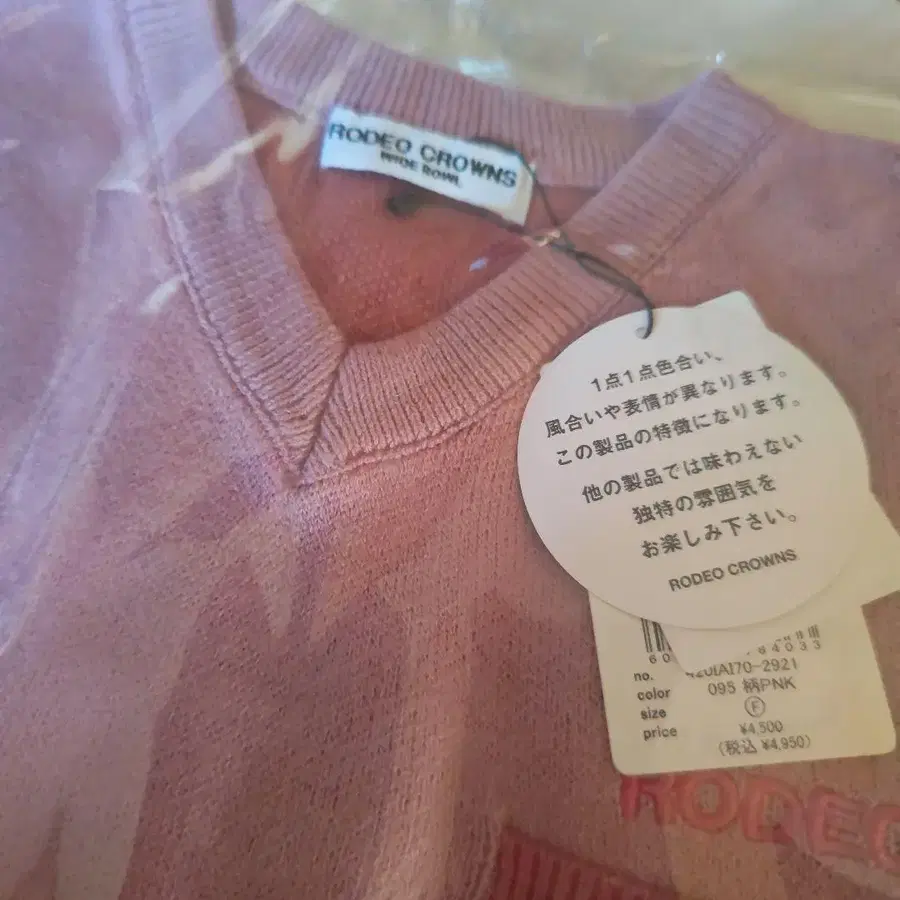 RODEO CROWNS
WIDE BOWL
1点1点色合い、
風合いや表情が異なります。
この製品の特徴になります。
他の製品では味わえない
独特の雰囲気を
お楽しみ下さい。
RODEO CROWNS
60 64033
no. 420IAI70-2921
color 095 柄PNK
size F
price ¥4,500
(税込 ¥4,950)
RODEO